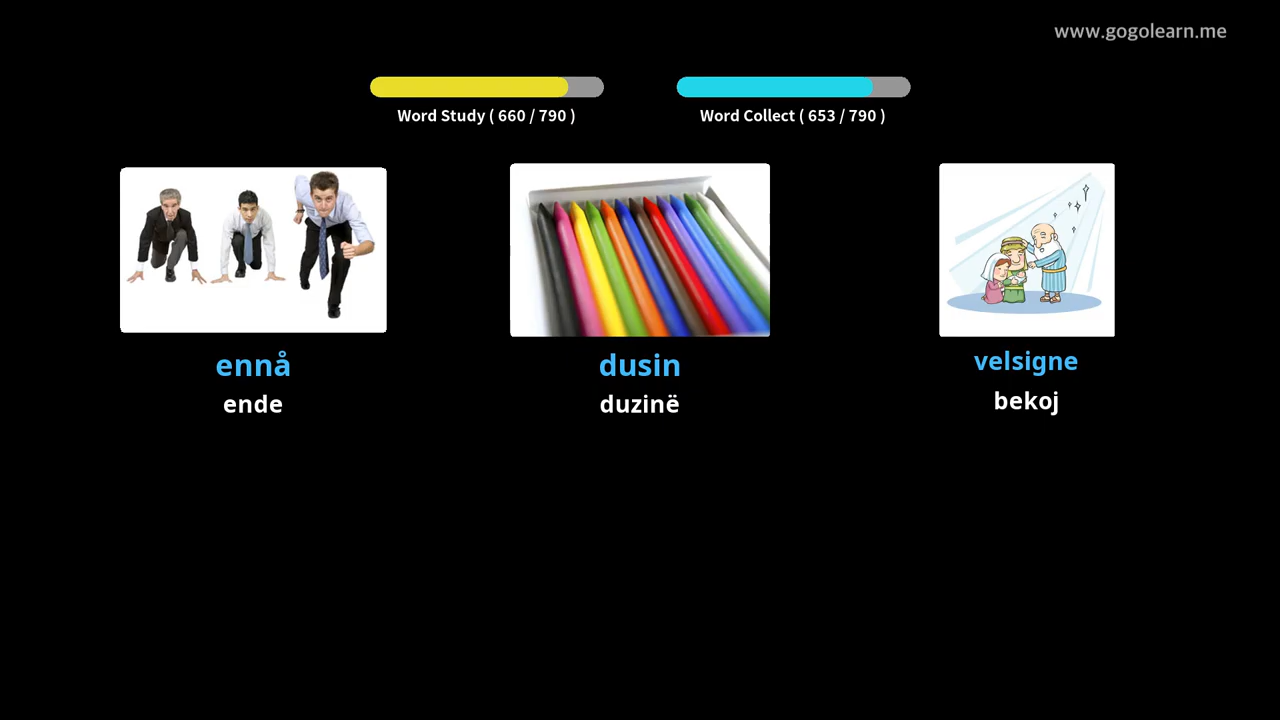 www.gogolearn.me
Word Study ( 660 / 790 )
Word Collect ( 653 / 790 )
ennå
dusin
velsigne
ende
duzinë
bekoj